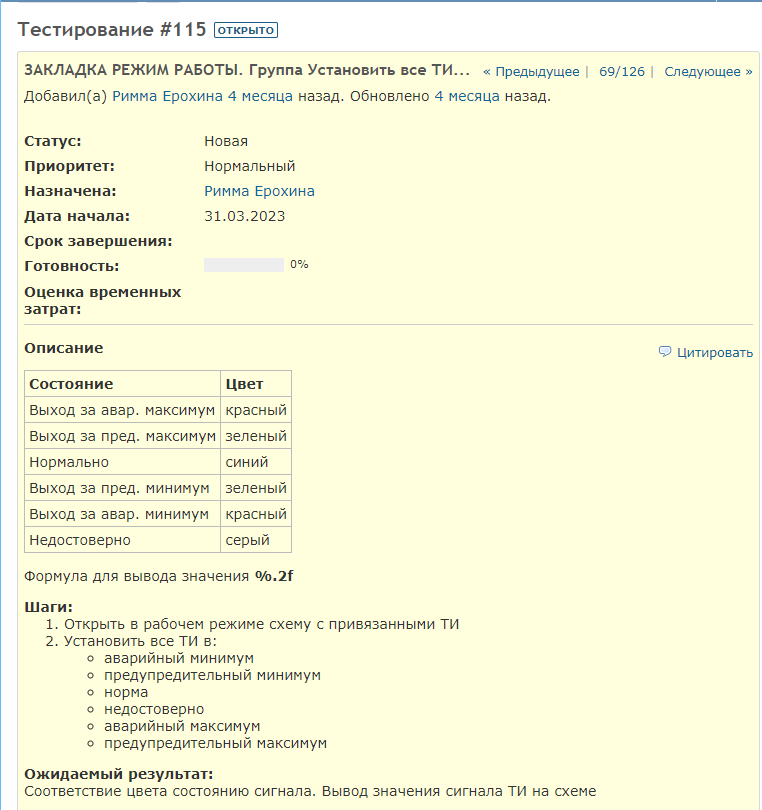 Тестирование #115 ОТКРЫТО
ЗАКЛАДКА РЕЖИМ РАБОТЫ. Группа Установить все ТИ... « Предыдущее | 69/126 | Следующее »
Добавил(а) Римма Ерохина 4 месяца назад. Обновлено 4 месяца назад.
Статус: Новая
Приоритет: Нормальный
Назначена: Римма Ерохина
Дата начала: 31.03.2023
Срок завершения:
Готовность: 0%
Оценка временных
затрат:
Описание Цитировать
Состояние Цвет
Выход за авар. максимум красный
Выход за пред. максимум зеленый
Нормально синий
Выход за пред. минимум зеленый
Выход за авар. минимум красный
Недостоверно серый
Формула для вывода значения %.2f
Шаги:
1. Открыть в рабочем режиме схему с привязанными ТИ
2. Установить все ТИ в:
аварийный минимум
предупредительный минимум
норма
недостоверно
аварийный максимум
предупредительный максимум
Ожидаемый результат:
Соответствие цвета состоянию сигнала. Вывод значения сигнала ТИ на схеме